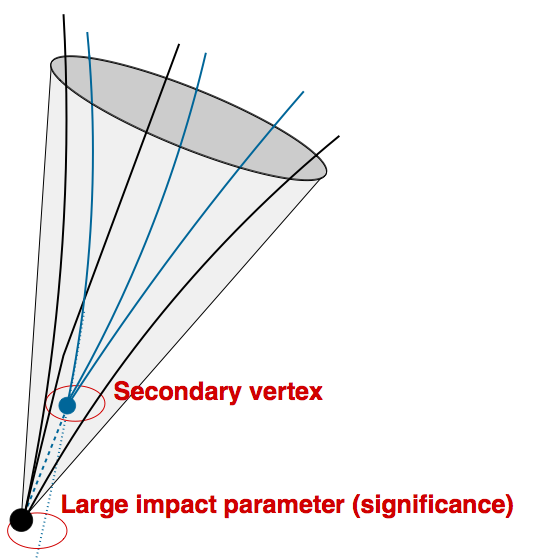 Secondary vertex
Large impact parameter (significance)